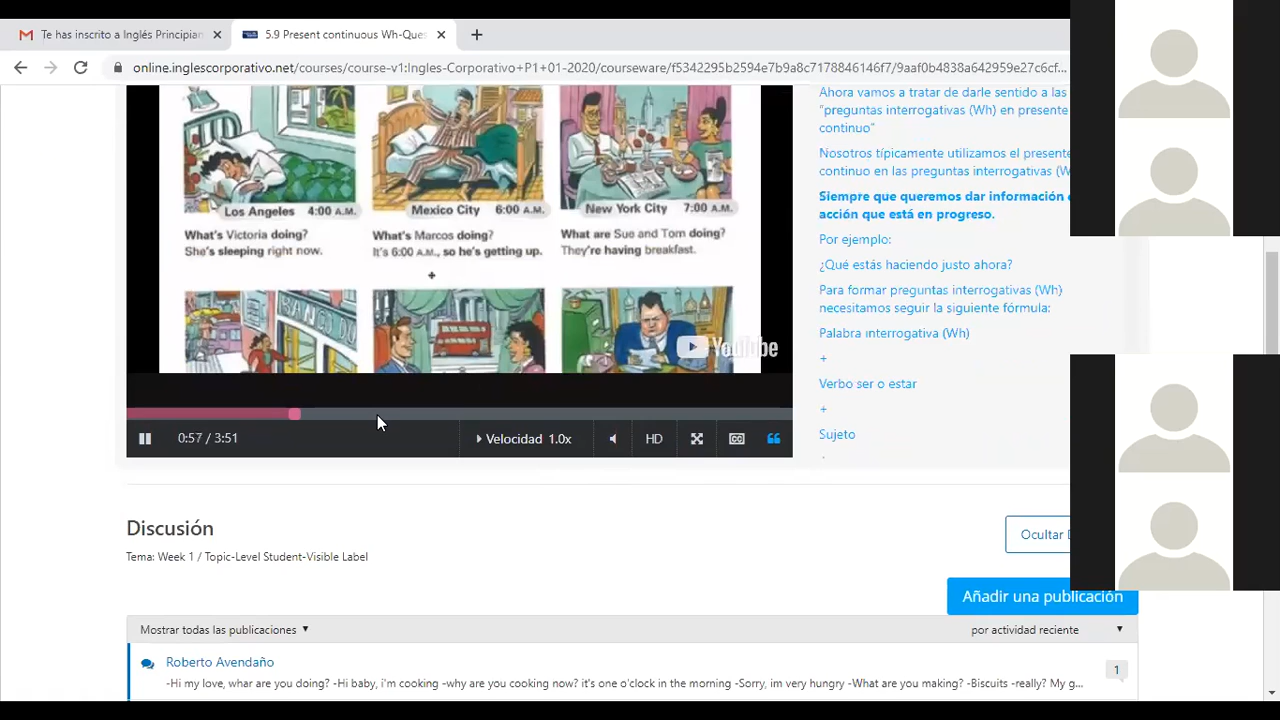 Te has inscrito a Inglés Principian
5.9 Present continuous Wh-Ques
online.inglescorporativo.net/courses/course-v1:Ingles-Corporativo+P1+01-2020/courseware/f5342295b2594e7b9a8c7178846146f7/9aaf0b4838a642959e27c6cf...
Los Angeles 4:00 A.M.
Mexico City 6:00 A.M.
New York City 7:00 A.M.
What's Victoria doing?
She's sleeping right now.
What's Marcos doing?
It's 6:00 A.M., so he's getting up.
What are Sue and Tom doing?
They're having breakfast.
BANCO DU
YouTube
0:57 / 3:51
Velocidad 1.0x
HD
CC
Ahora vamos a tratar de darle sentido a las
"preguntas interrogativas (Wh) en presente
continuo"
Nosotros típicamente utilizamos el presente
continuo en las preguntas interrogativas (W
Siempre que queremos dar información
acción que está en progreso.
Por ejemplo:
¿Qué estás haciendo justo ahora?
Para formar preguntas interrogativas (Wh)
necesitamos seguir la siguiente fórmula:
Palabra interrogativa (Wh)
+
Verbo ser o estar
+
Sujeto
Discusión
Ocultar
Tema: Week 1 / Topic-Level Student-Visible Label
Añadir una publicación
Mostrar todas las publicaciones
por actividad reciente
Roberto Avendaño
1
-Hi my love, whar are you doing? -Hi baby, i'm cooking -why are you cooking now? it's one o'clock in the morning -Sorry, im very hungry -What are you making? -Biscuits -really? My g...